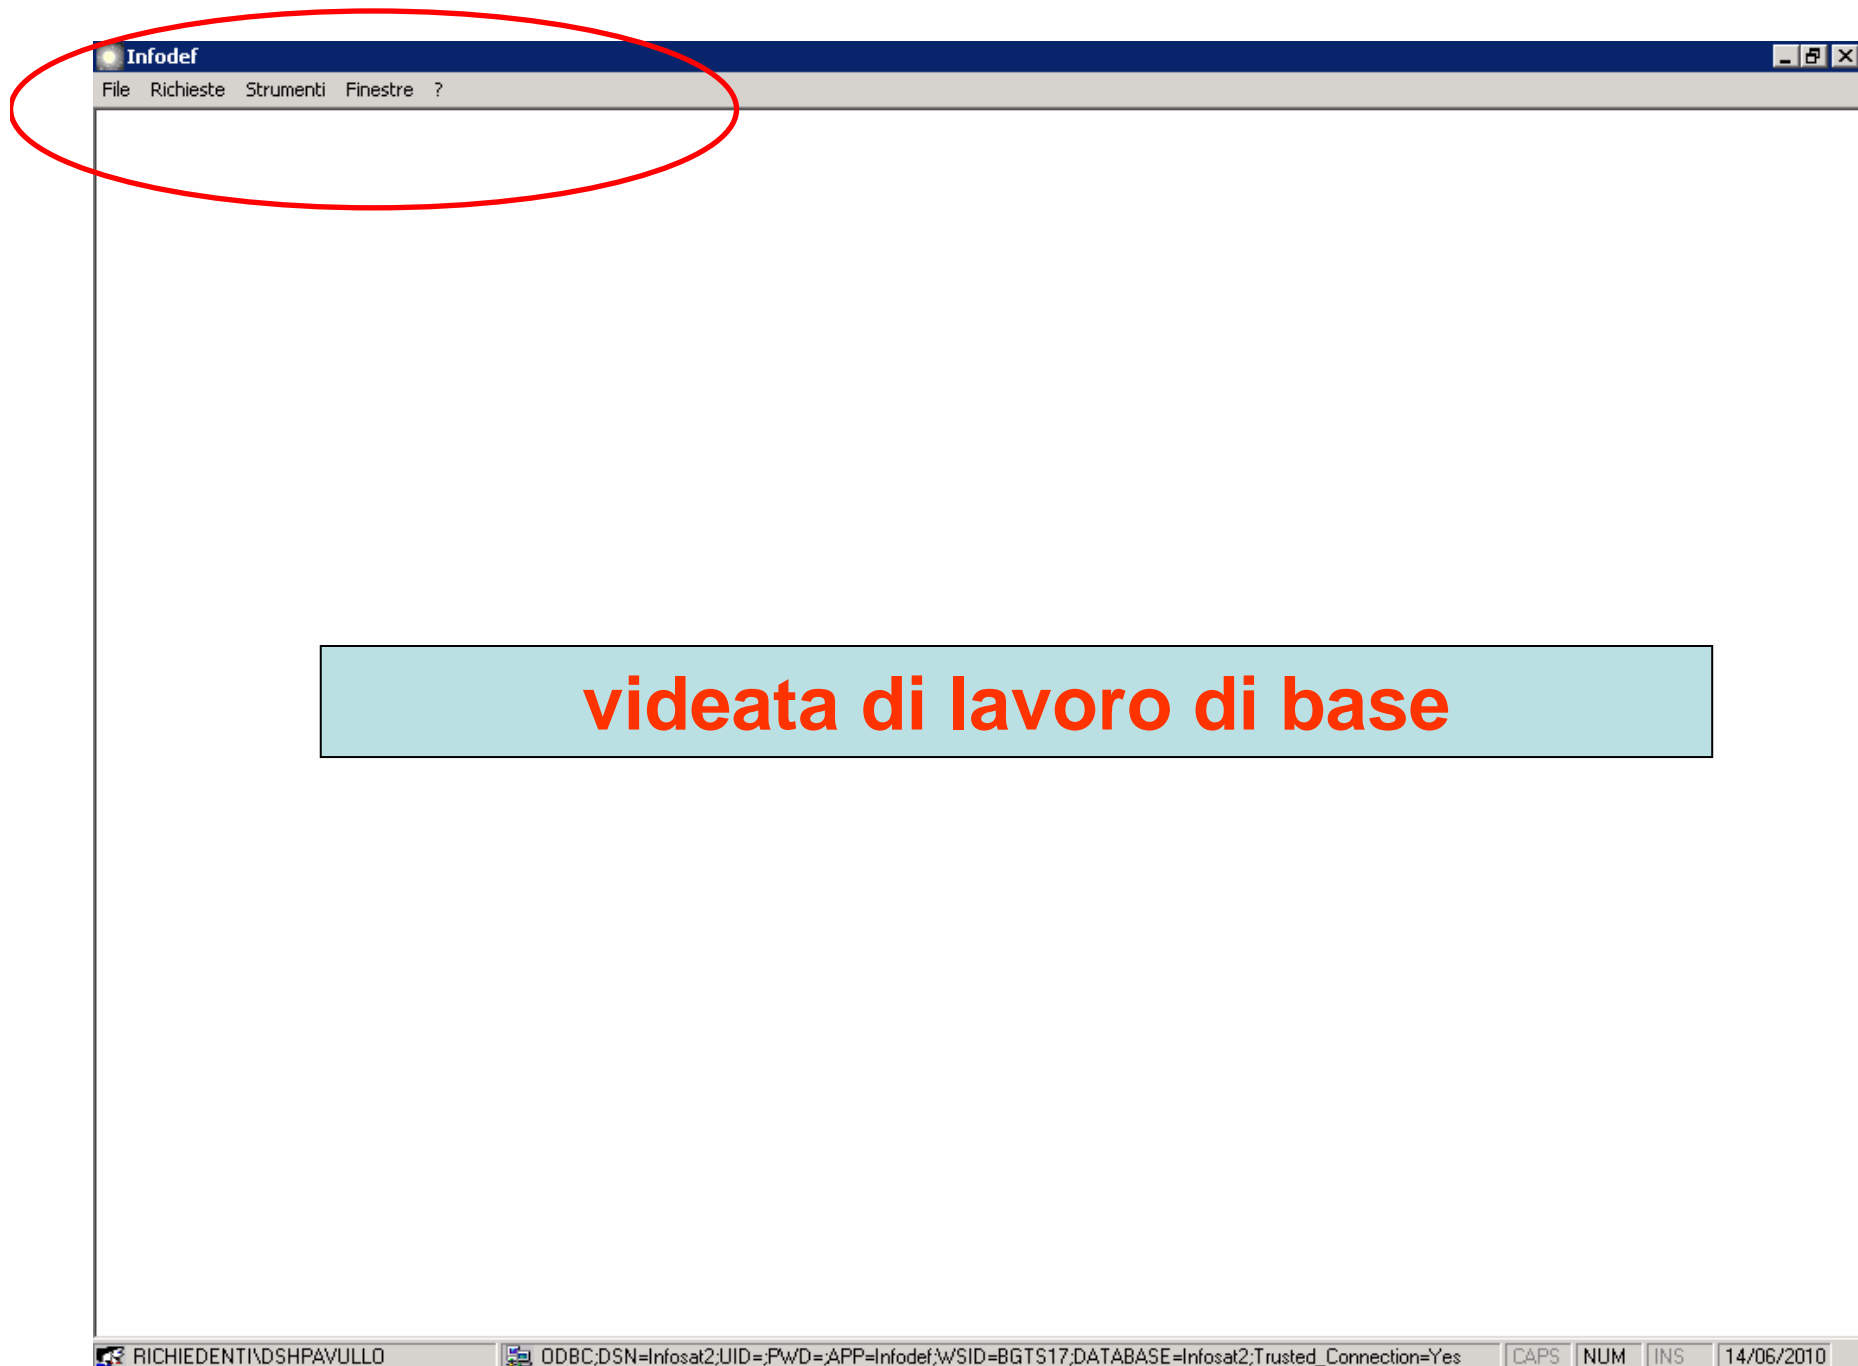 Infodef
File Richieste Strumenti Finestre ?
videata di lavoro di base
RICHIEDENTI\DSHPAVULLO ODBC;DSN=Infosat2;UID=;PWD=;APP=Infodef;WSID=BGTS17;DATABASE=Infosat2;Trusted_Connection=Yes CAPS NUM INS 14/06/2010